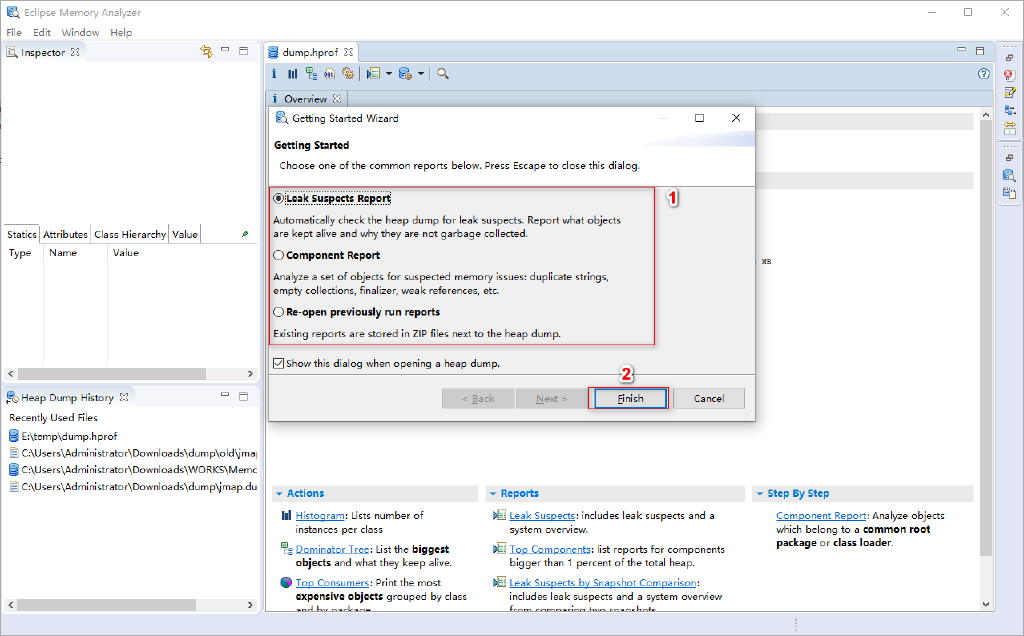 Eclipse Memory Analyzer
File Edit Window Help
Inspector
Statics Attributes Class Hierarchy Value
Type Name Value
Heap Dump History
Recently Used Files
E:\temp\dump.hprof
C:\Users\Administrator\Downloads\dump\old\jmap
C:\Users\Administrator\Downloads\WORKS\Memo
C:\Users\Administrator\Downloads\dump\jmap.du
dump.hprof
Overview
Getting Started Wizard
Getting Started
Choose one of the common reports below. Press Escape to close this dialog.
1
Leak Suspects Report
Automatically check the heap dump for leak suspects. Report what objects
are kept alive and why they are not garbage collected.
Component Report
Analyze a set of objects for suspected memory issues: duplicate strings,
empty collections, finalizer, weak references, etc.
Re-open previously run reports
Existing reports are stored in ZIP files next to the heap dump.
Show this dialog when opening a heap dump.
2
< Back Next > Finish Cancel
ME
Actions
Histogram: Lists number of
instances per class
Dominator Tree: List the biggest
objects and what they keep alive.
Top Consumers: Print the most
expensive objects grouped by class
and by package.
Reports
Leak Suspects: includes leak suspects and a
system overview.
Top Components: list reports for components
bigger than 1 percent of the total heap.
Leak Suspects by Snapshot Comparison:
includes leak suspects and a system overview
from comparing two snapshots.
Step By Step
Component Report: Analyze objects
which belong to a common root
package or class loader.